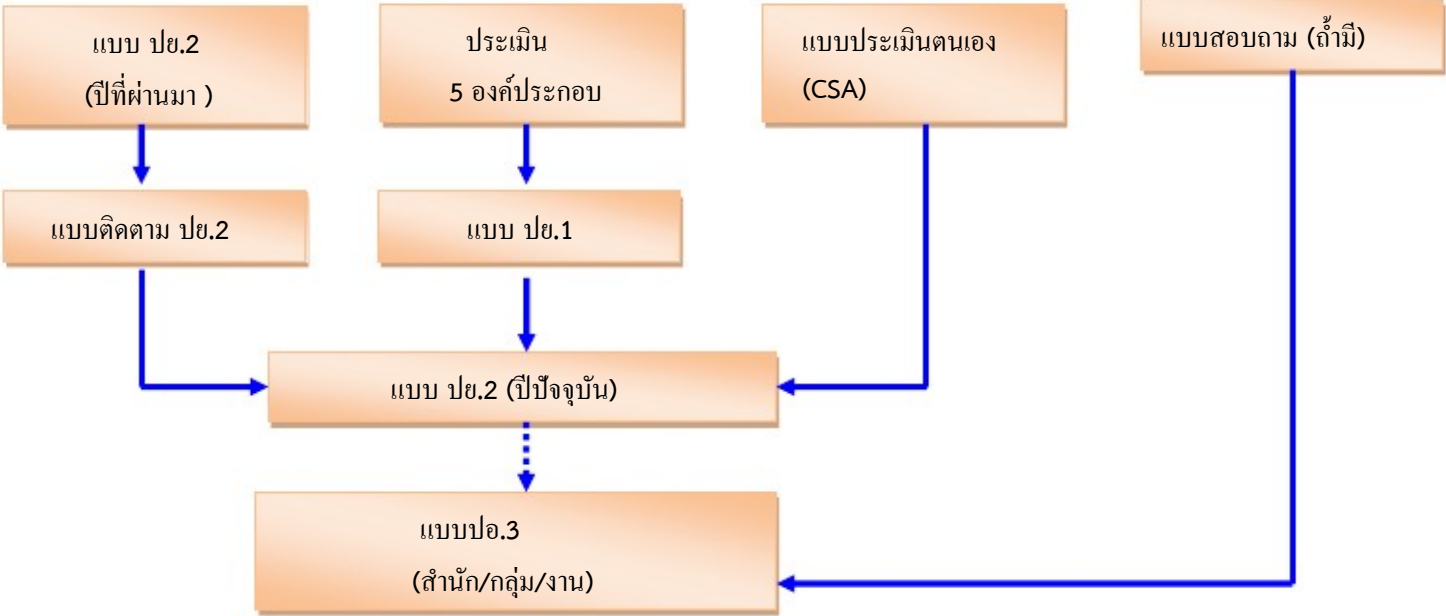 แบบ ปย.2
(ปีที่ผ่านมา )
ประเมิน
5 องค์ประกอบ
แบบประเมินตนเอง
(CSA)
แบบสอบถาม (ถ้ำมี)
แบบติดตาม ปย.2
แบบ ปย.1
แบบ ปย.2 (ปีปัจจุบัน)
แบบปอ.3
(สำนัก/กลุ่ม/งาน)